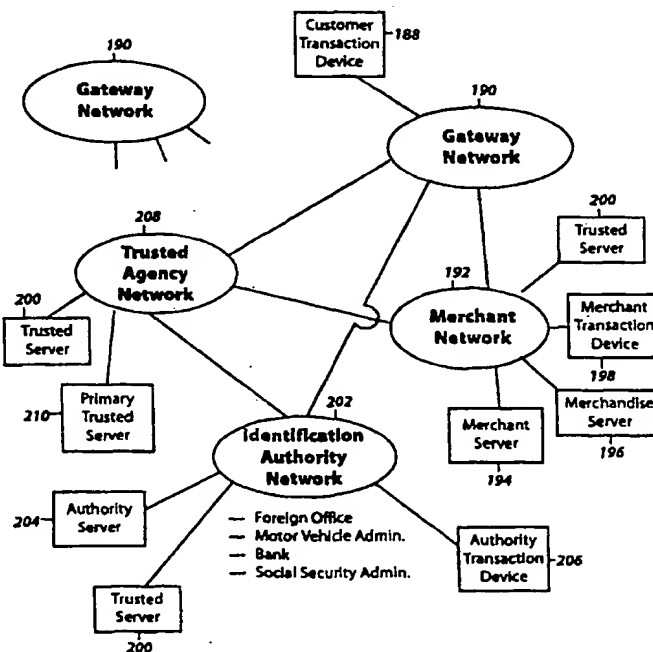 190
Gateway
Network
Customer
Transaction
Device
188
190
Gateway
Network
208
Trusted
Agency
Network
200
Trusted
Server
210
Primary
Trusted
Server
200
Trusted
Server
192
Merchant
Network
Merchant
Transaction
Device
198
Merchandise
Server
196
Merchant
Server
194
202
Identification
Authority
Network
— Foreign Office
— Motor Vehicle Admin.
— Bank
— Social Security Admin.
204
Authority
Server
Trusted
Server
200
Authority
Transaction
Device
206